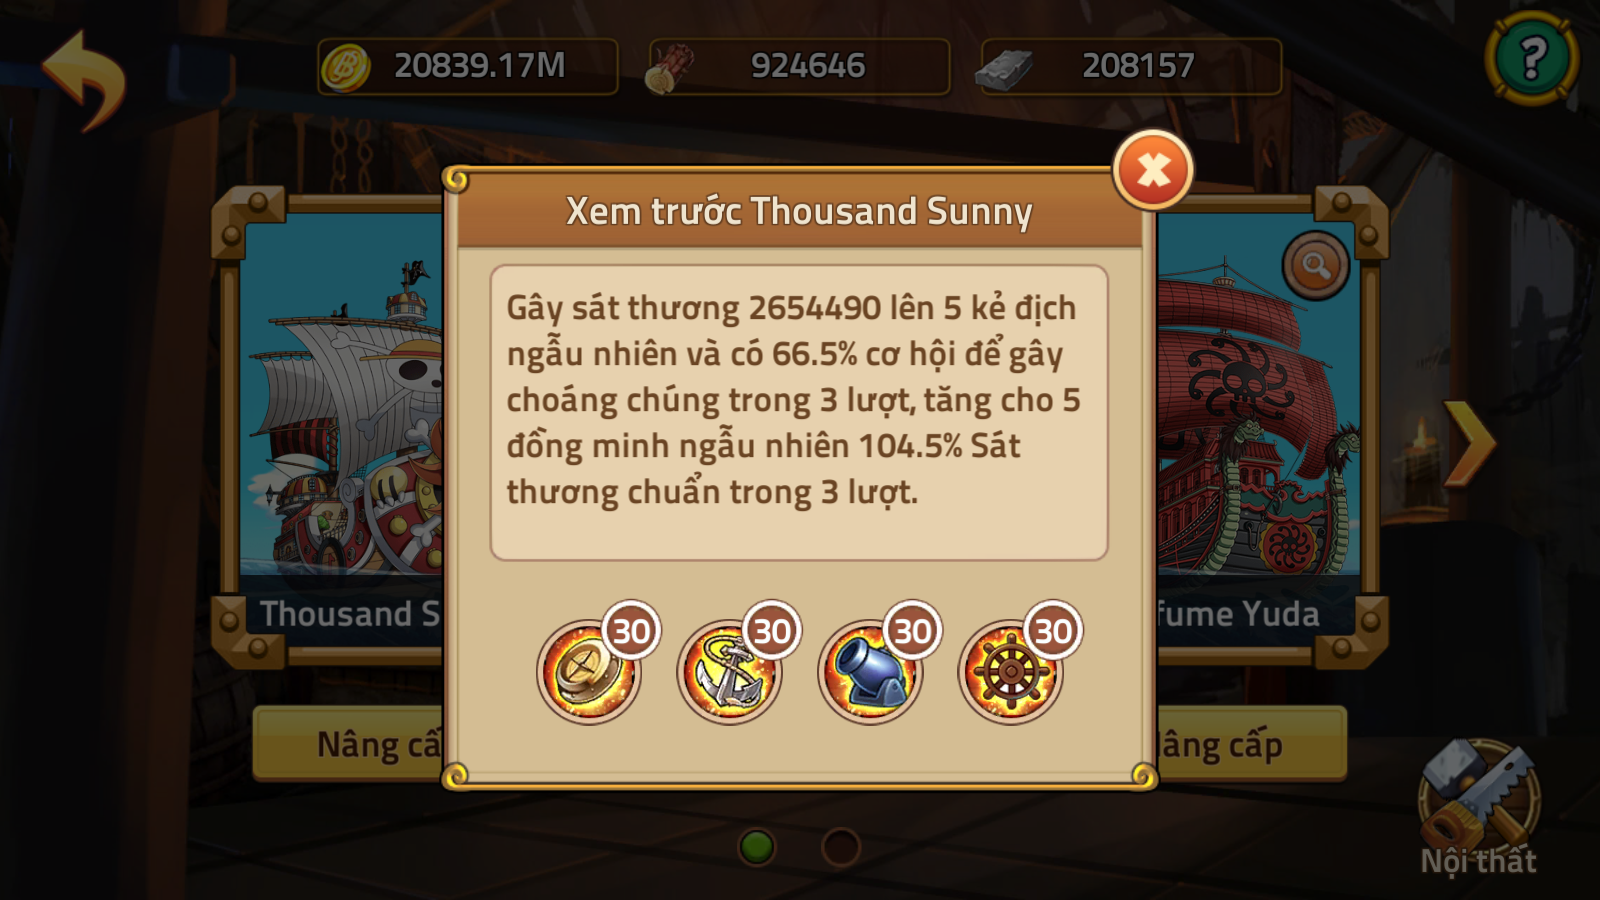 20839.17M
924646
208157
?
Xem trước Thousand Sunny
Gây sát thương 2654490 lên 5 kẻ địch
ngẫu nhiên và có 66.5% cơ hội để gây
choáng chúng trong 3 lượt, tăng cho 5
đồng minh ngẫu nhiên 104.5% Sát
thương chuẩn trong 3 lượt.
30
30
30
30
Thousand S
fume Yuda
Nâng cấ
âng cấp
Nội thất